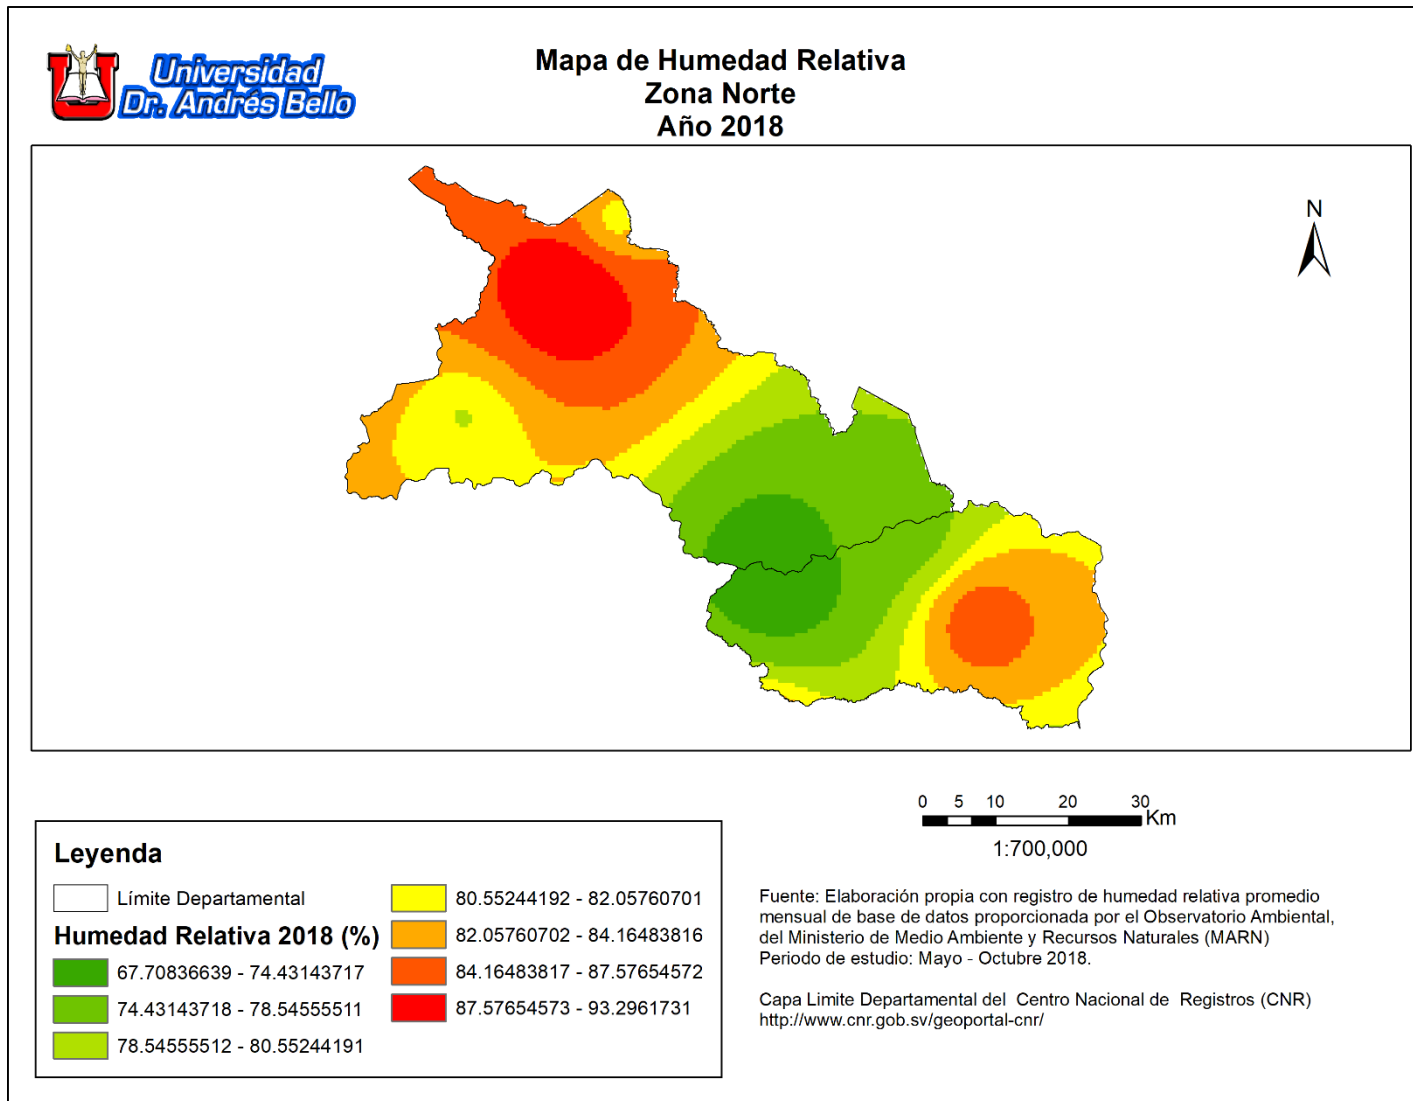 Universidad
Dr. Andrés Bello
Mapa de Humedad Relativa
Zona Norte
Año 2018
N
0 5 10 20 30
Km
1:700,000
Leyenda
Límite Departamental
Humedad Relativa 2018 (%)
67.70836639 - 74.43143717
74.43143718 - 78.54555511
78.54555512 - 80.55244191
80.55244192 - 82.05760701
82.05760702 - 84.16483816
84.16483817 - 87.57654572
87.57654573 - 93.2961731
Fuente: Elaboración propia con registro de humedad relativa promedio
mensual de base de datos proporcionada por el Observatorio Ambiental,
del Ministerio de Medio Ambiente y Recursos Naturales (MARN)
Periodo de estudio: Mayo - Octubre 2018.
Capa Limite Departamental del Centro Nacional de Registros (CNR)
http://www.cnr.gob.sv/geoportal-cnr/